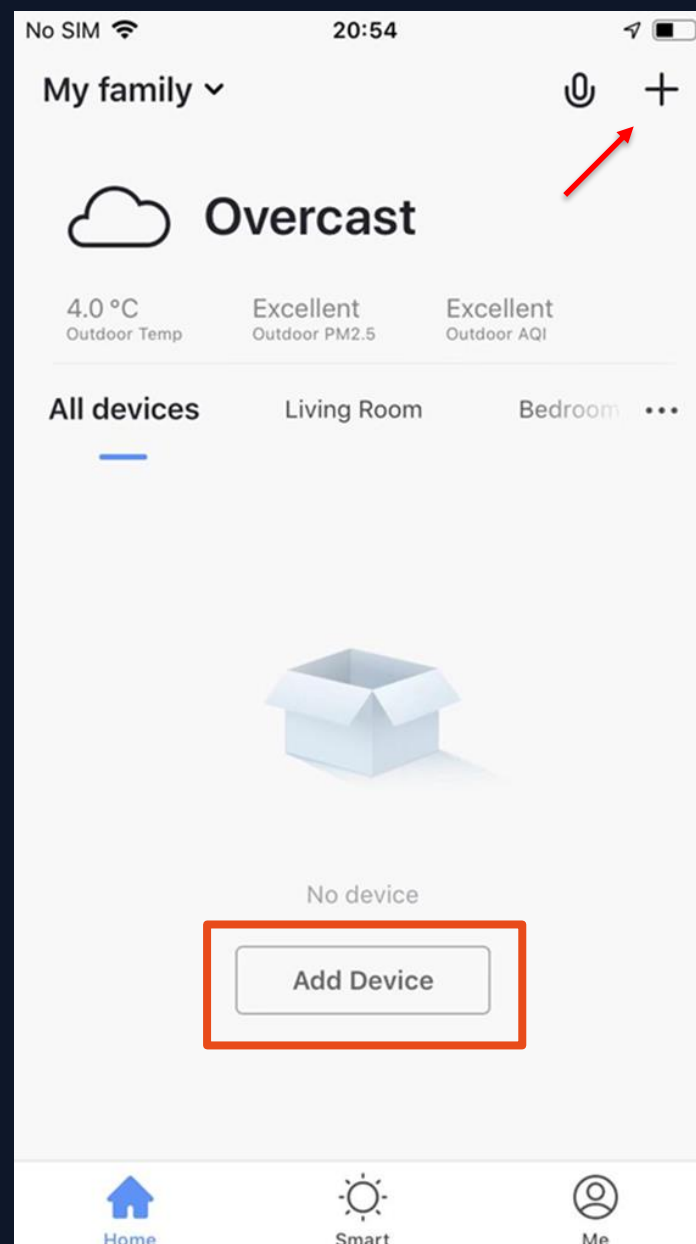 No SIM 20:54
My family
Overcast
4.0 °C Excellent Excellent
Outdoor Temp Outdoor PM2.5 Outdoor AQI
All devices Living Room Bedroom
No device
Add Device
Home Smart Me